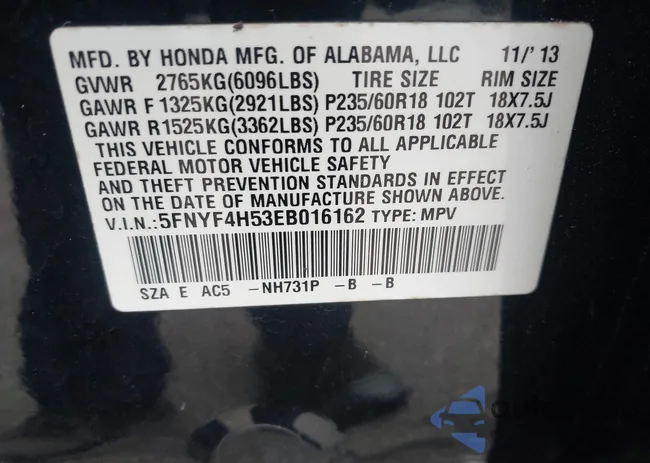 MFD. BY HONDA MFG. OF ALABAMA, LLC 11/'13
GVWR 2765KG(6096LBS) TIRE SIZE RIM SIZE
GAWR F 1325KG(2921LBS) P235/60R18 102T 18X7.5J
GAWR R 1525KG(3362LBS) P235/60R18 102T 18X7.5J
THIS VEHICLE CONFORMS TO ALL APPLICABLE
FEDERAL MOTOR VEHICLE SAFETY
AND THEFT PREVENTION STANDARDS IN EFFECT
ON THE DATE OF MANUFACTURE SHOWN ABOVE.
V.I.N.:5FNYF4H53EB016162 TYPE: MPV
SZA E AC5 -NH731P -B -B